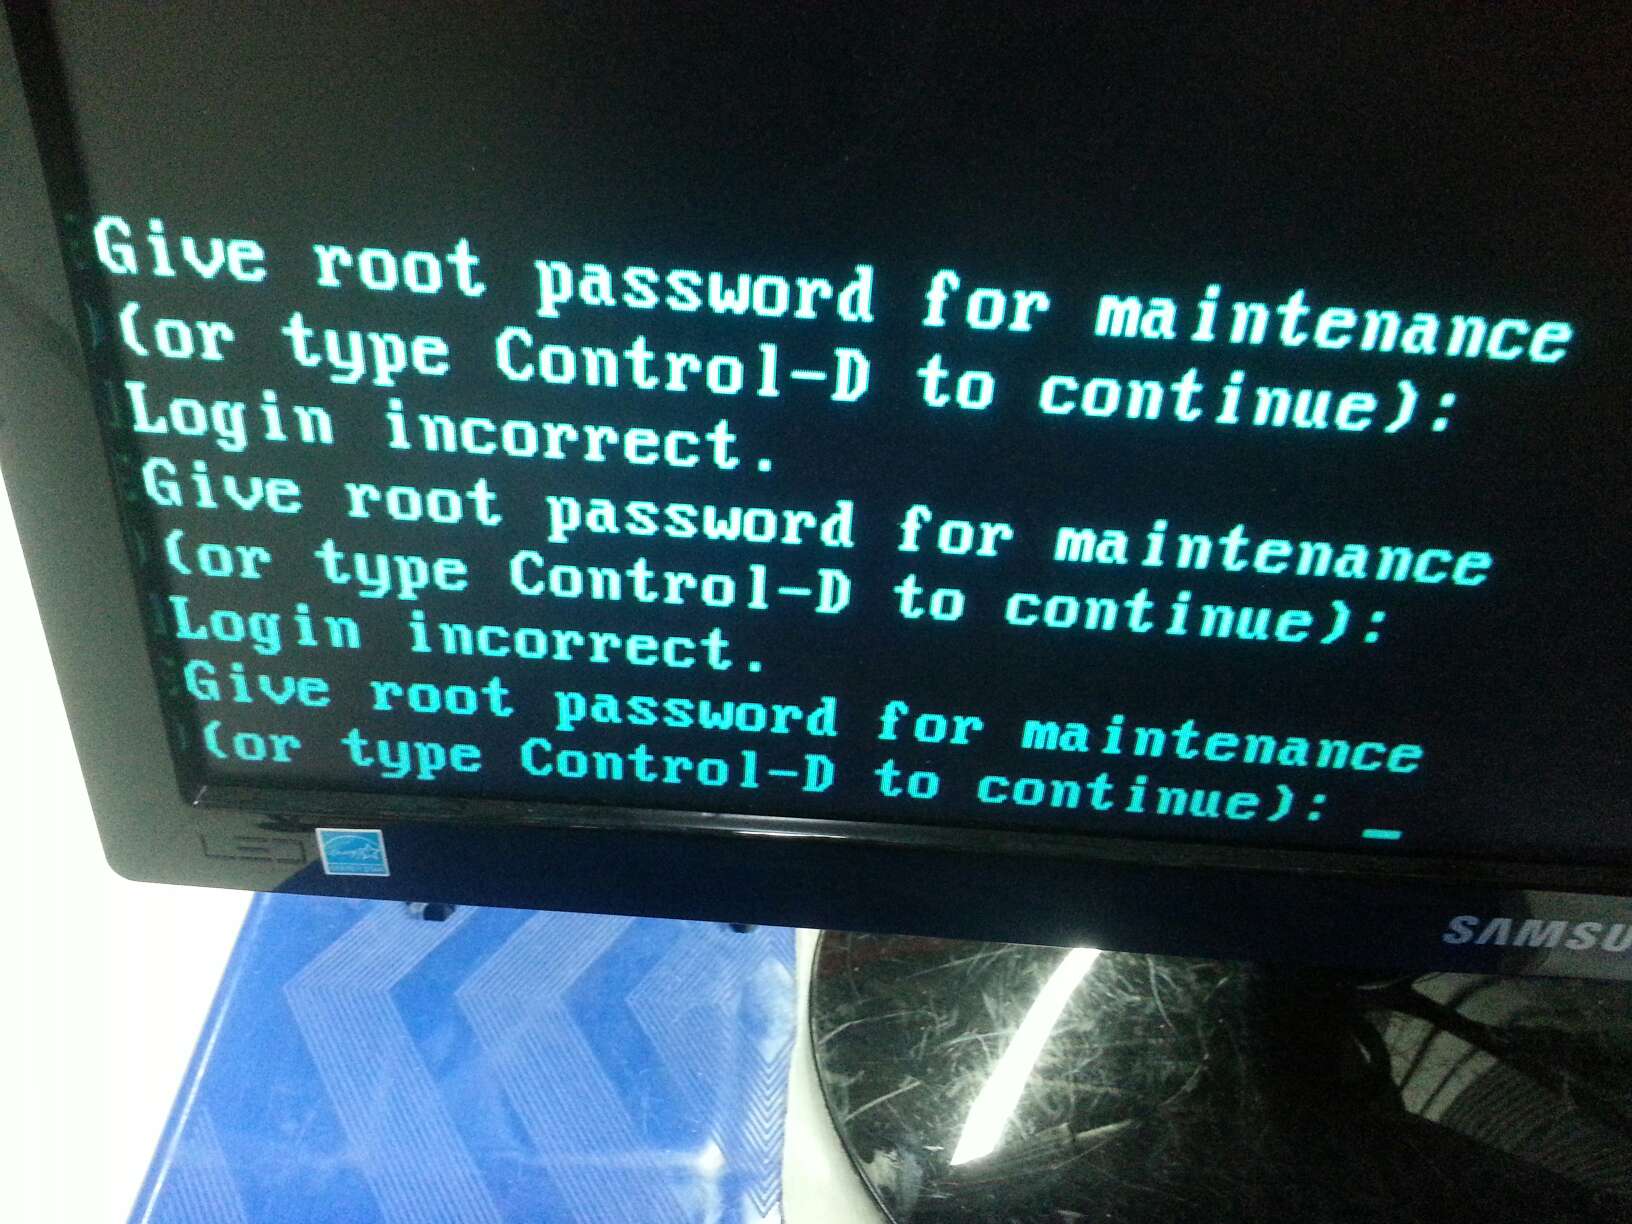 Give root password for maintenance
(or type Control-D to continue):
Login incorrect.
Give root password for maintenance
(or type Control-D to continue):
Login incorrect.
Give root password for maintenance
(or type Control-D to continue): _
SAMSU